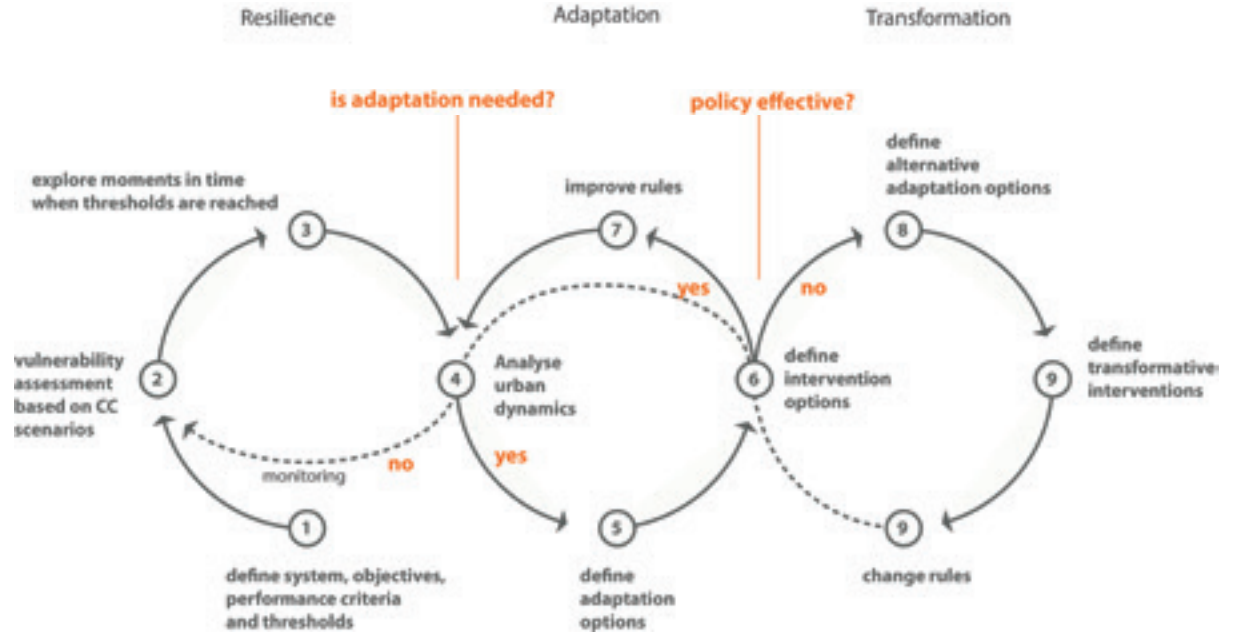 Resilience
Adaptation
Transformation
is adaptation needed?
policy effective?
define
alternative
adaptation options
explore moments in time
when thresholds are reached
improve rules
3
7
8
yes
no
vulnerability
assessment
based on CC
scenarios
2
4
Analyse
urban
dynamics
6
define
intervention
options
9
define
transformative
interventions
monitoring
no
yes
1
5
9
define system, objectives,
performance criteria
and thresholds
define
adaptation
options
change rules